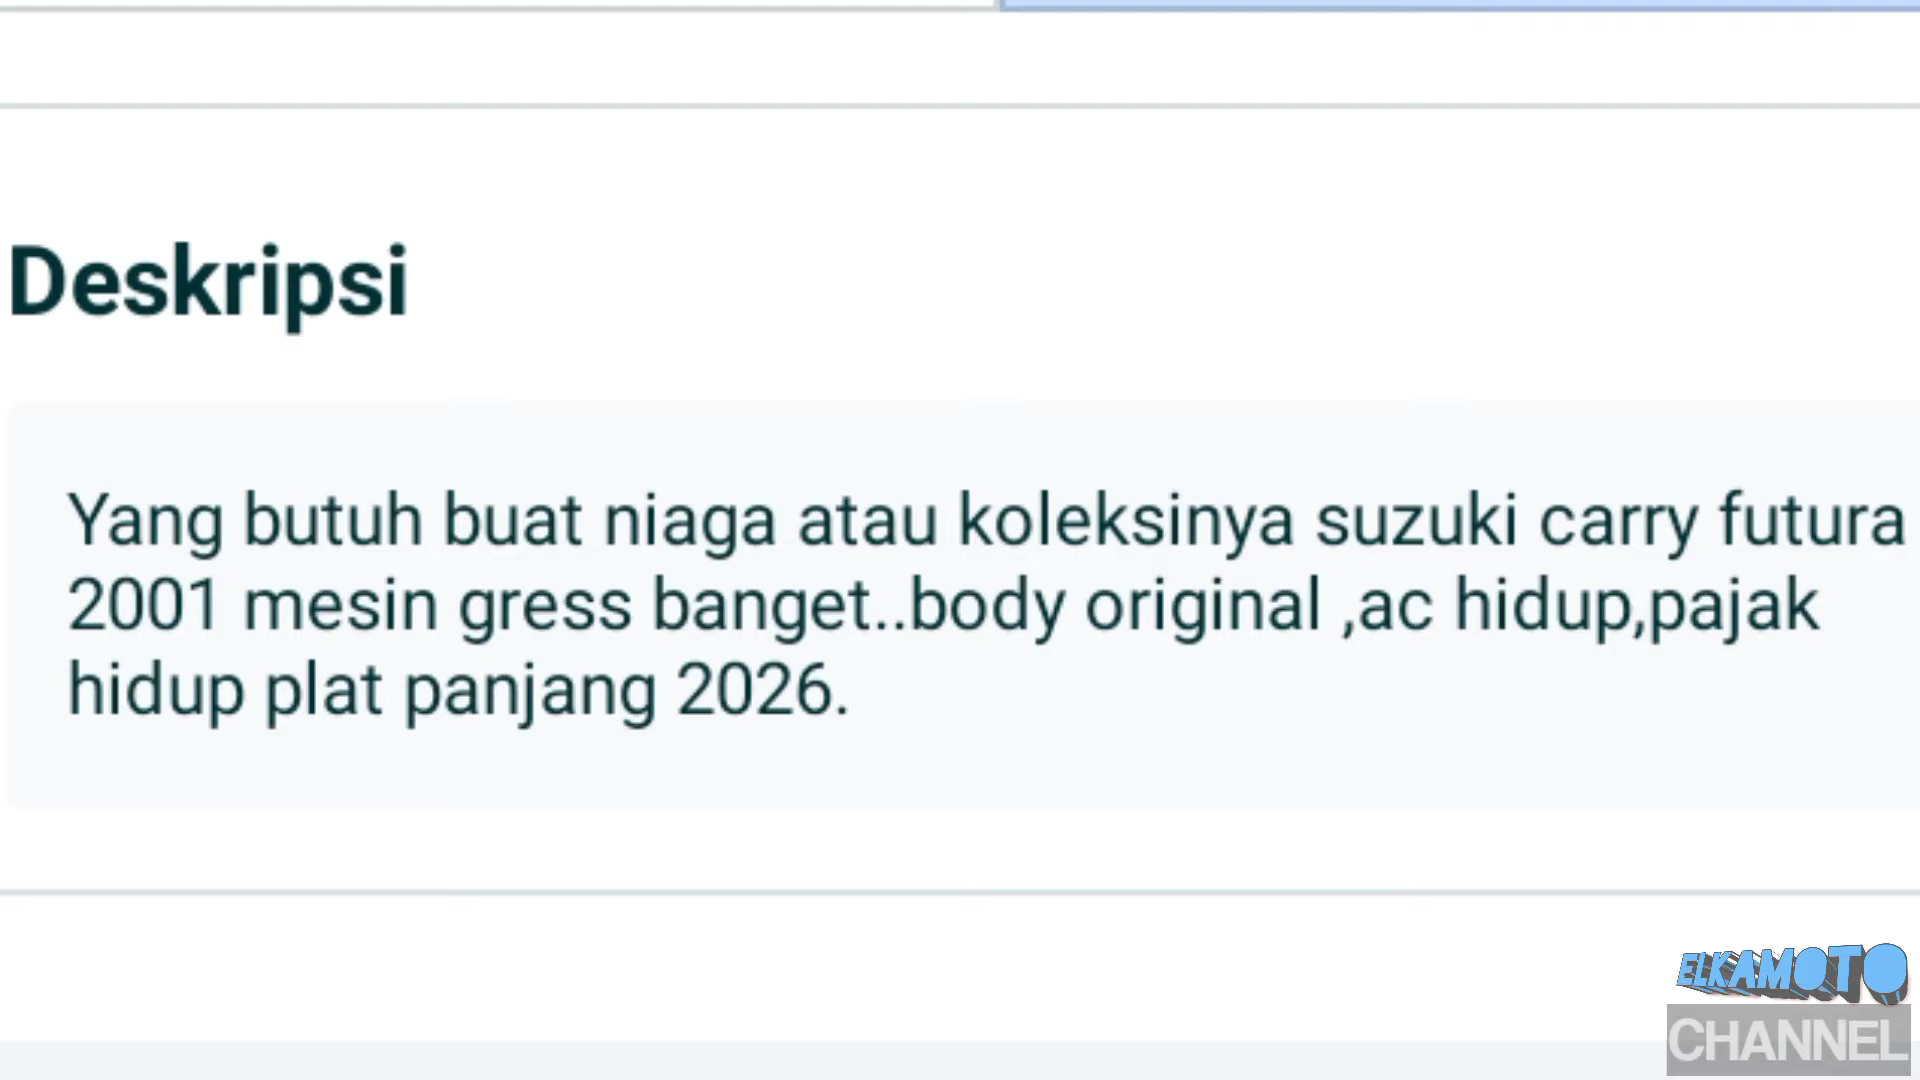 Deskripsi
Yang butuh buat niaga atau koleksinya suzuki carry futura
2001 mesin gress banget..body original ,ac hidup,pajak
hidup plat panjang 2026.
ELKAMOTO
CHANNEL